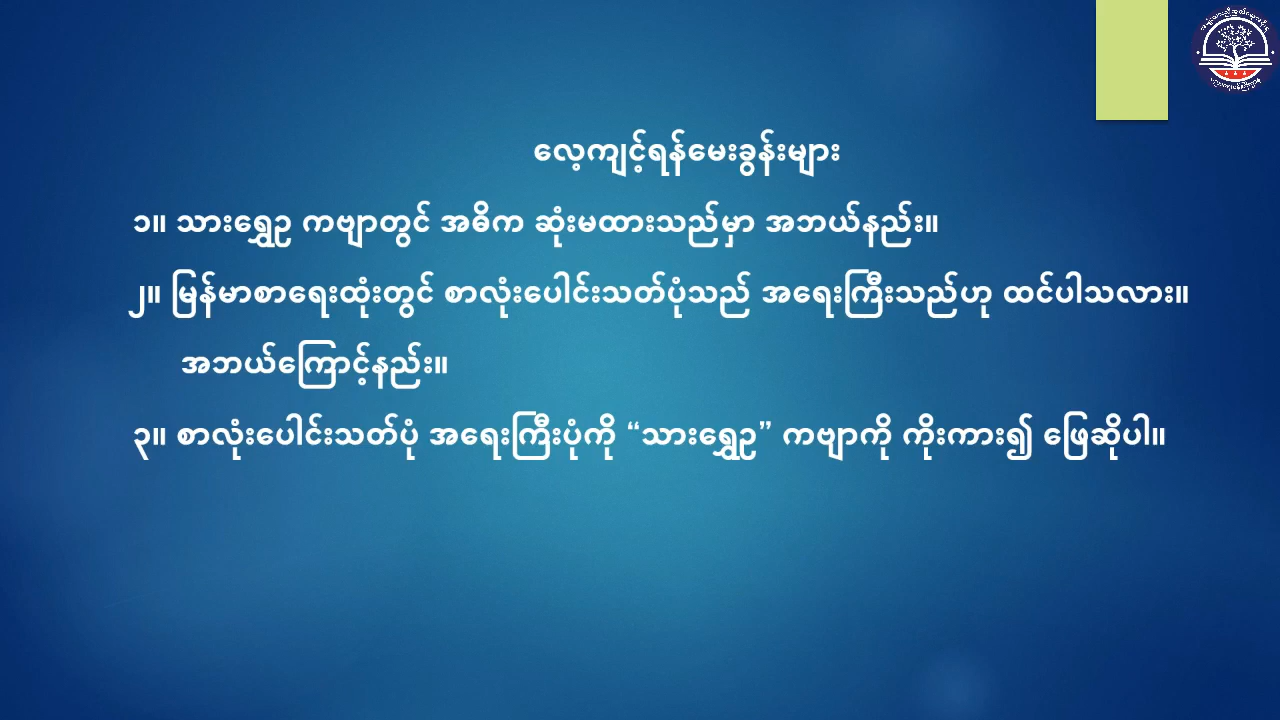 လေ့ကျင့်ရန်မေးခွန်းများ
၁။ သားရွှေဥ ကဗျာတွင် အဓိက ဆုံးမထားသည်မှာ အဘယ်နည်း။
၂။ မြန်မာစာရေးထုံးတွင် စာလုံးပေါင်းသတ်ပုံသည် အရေးကြီးသည်ဟု ထင်ပါသလား။
အဘယ်ကြောင့်နည်း။
၃။ စာလုံးပေါင်းသတ်ပုံ အရေးကြီးပုံကို “သားရွှေဥ” ကဗျာကို ကိုးကား၍ ဖြေဆိုပါ။